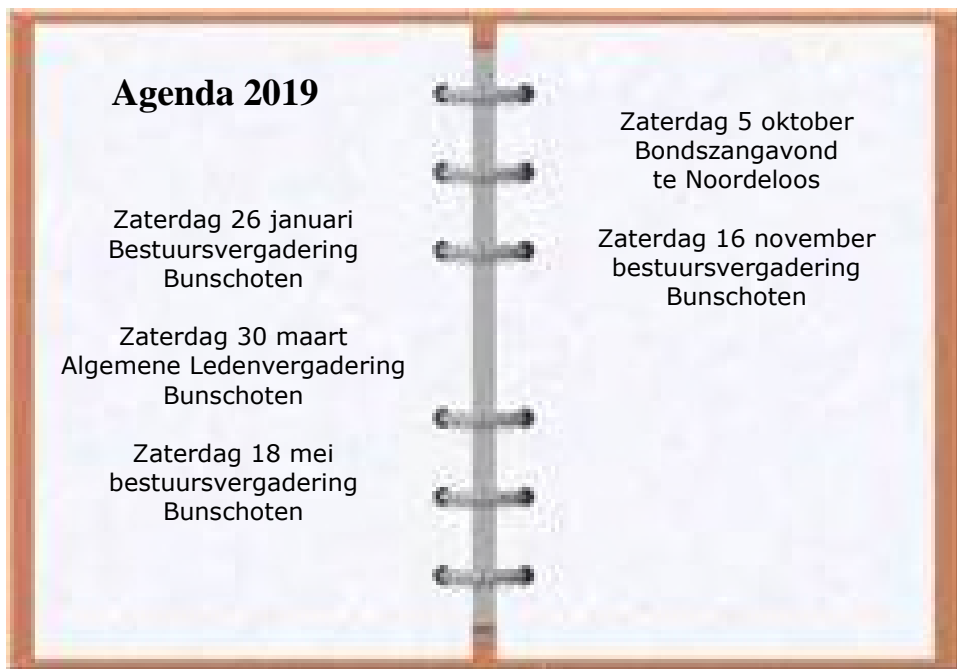 Agenda 2019
Zaterdag 26 januari
Bestuursvergadering
Bunschoten
Zaterdag 30 maart
Algemene Ledenvergadering
Bunschoten
Zaterdag 18 mei
bestuursvergadering
Bunschoten
Zaterdag 5 oktober
Bondszangavond
te Noordeloos
Zaterdag 16 november
bestuursvergadering
Bunschoten